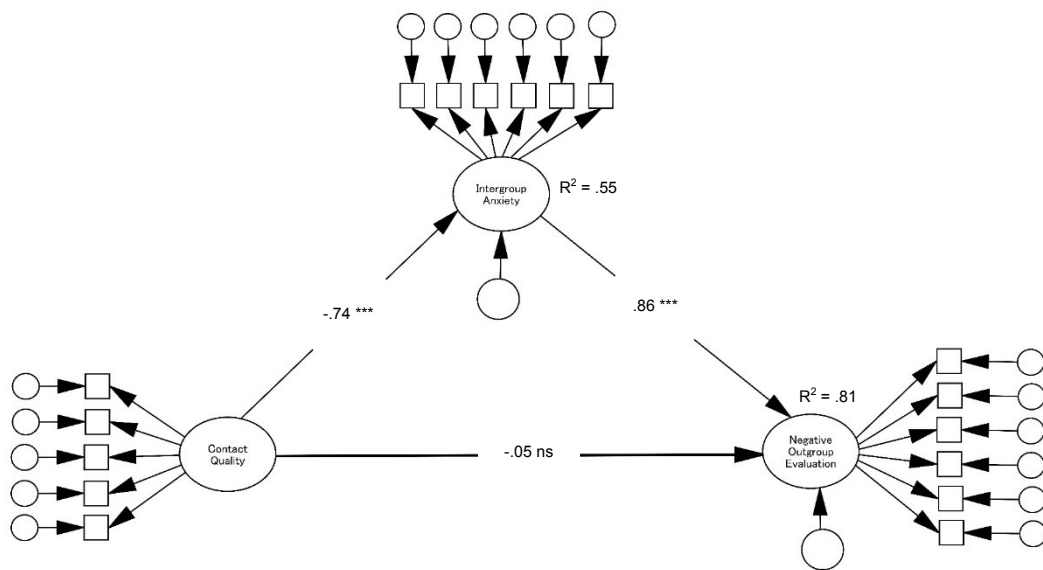 Intergroup
Anxiety
R² = .55
-.74 ***
.86 ***
R² = .81
Contact
Quality
-.05 ns
Negative
Outgroup
Evaluation